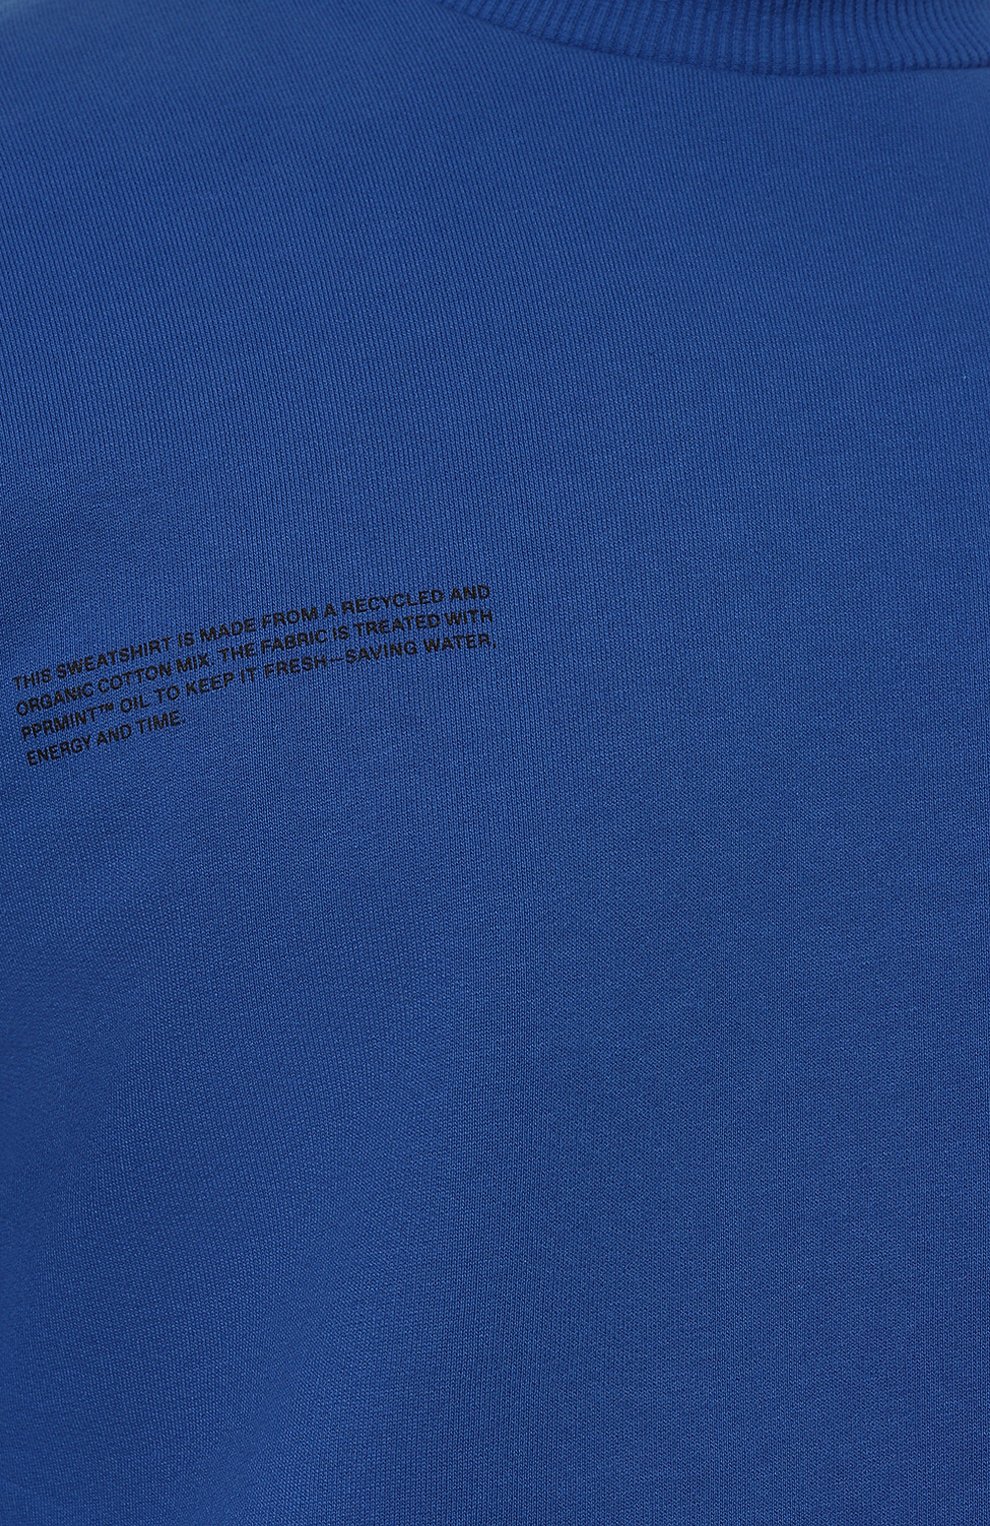 THIS SWEATSHIRT IS MADE FROM A RECYCLED AND
ORGANIC COTTON MIX. THE FABRIC IS TREATED WITH
PPRMINT™ OIL TO KEEP IT FRESH—SAVING WATER,
ENERGY AND TIME.